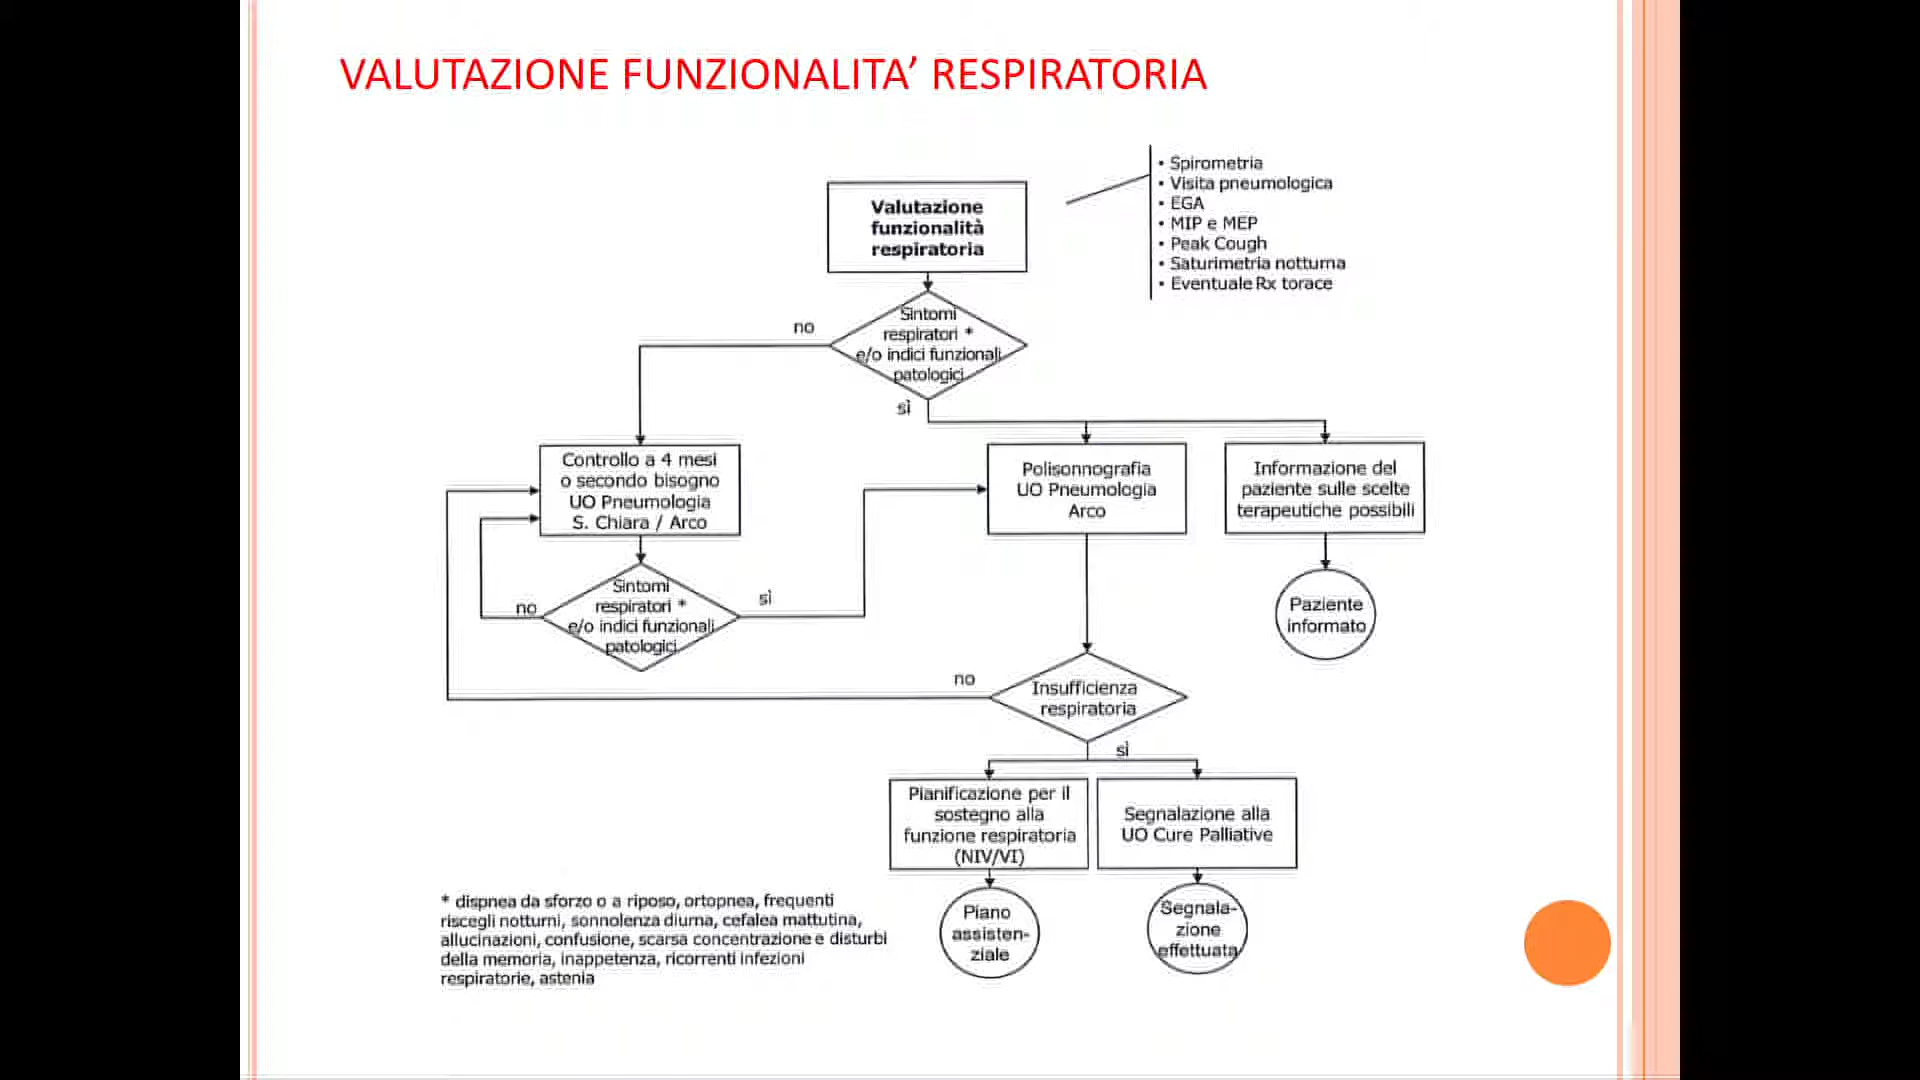 VALUTAZIONE FUNZIONALITA’ RESPIRATORIA
• Spirometria
• Visita pneumologica
• EGA
• MIP e MEP
• Peak Cough
• Saturimetria notturna
• Eventuale Rx torace
Valutazione
funzionalità
respiratoria
Sintomi
respiratori *
e/o indici funzionali
patologici
no
sì
Controllo a 4 mesi
o secondo bisogno
UO Pneumologia
S. Chiara / Arco
Polisonnografia
UO Pneumologia
Arco
Informazione del
paziente sulle scelte
terapeutiche possibili
Sintomi
respiratori *
e/o indici funzionali
patologici
no
sì
Paziente
informato
Insufficienza
respiratoria
no
sì
Pianificazione per il
sostegno alla
funzione respiratoria
(NIV/VI)
Segnalazione alla
UO Cure Palliative
Piano
assisten-
ziale
Segnala-
zione
effettuata
* dispnea da sforzo o a riposo, ortopnea, frequenti
riscegli notturni, sonnolenza diurna, cefalea mattutina,
allucinazioni, confusione, scarsa concentrazione e disturbi
della memoria, inappetenza, ricorrenti infezioni
respiratorie, astenia